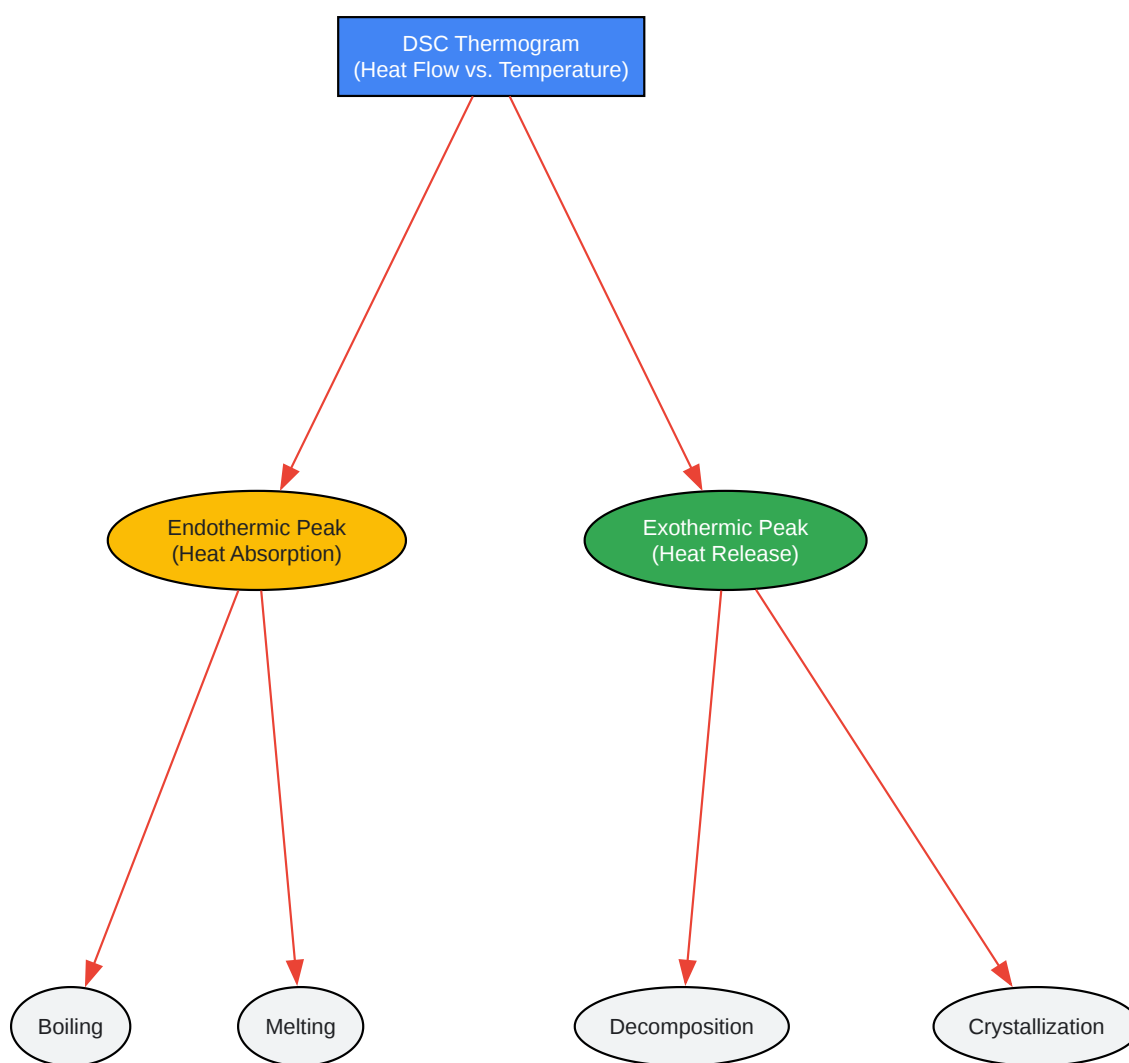 DSC Thermogram
(Heat Flow vs. Temperature)
Endothermic Peak
(Heat Absorption)
Exothermic Peak
(Heat Release)
Boiling
Melting
Decomposition
Crystallization